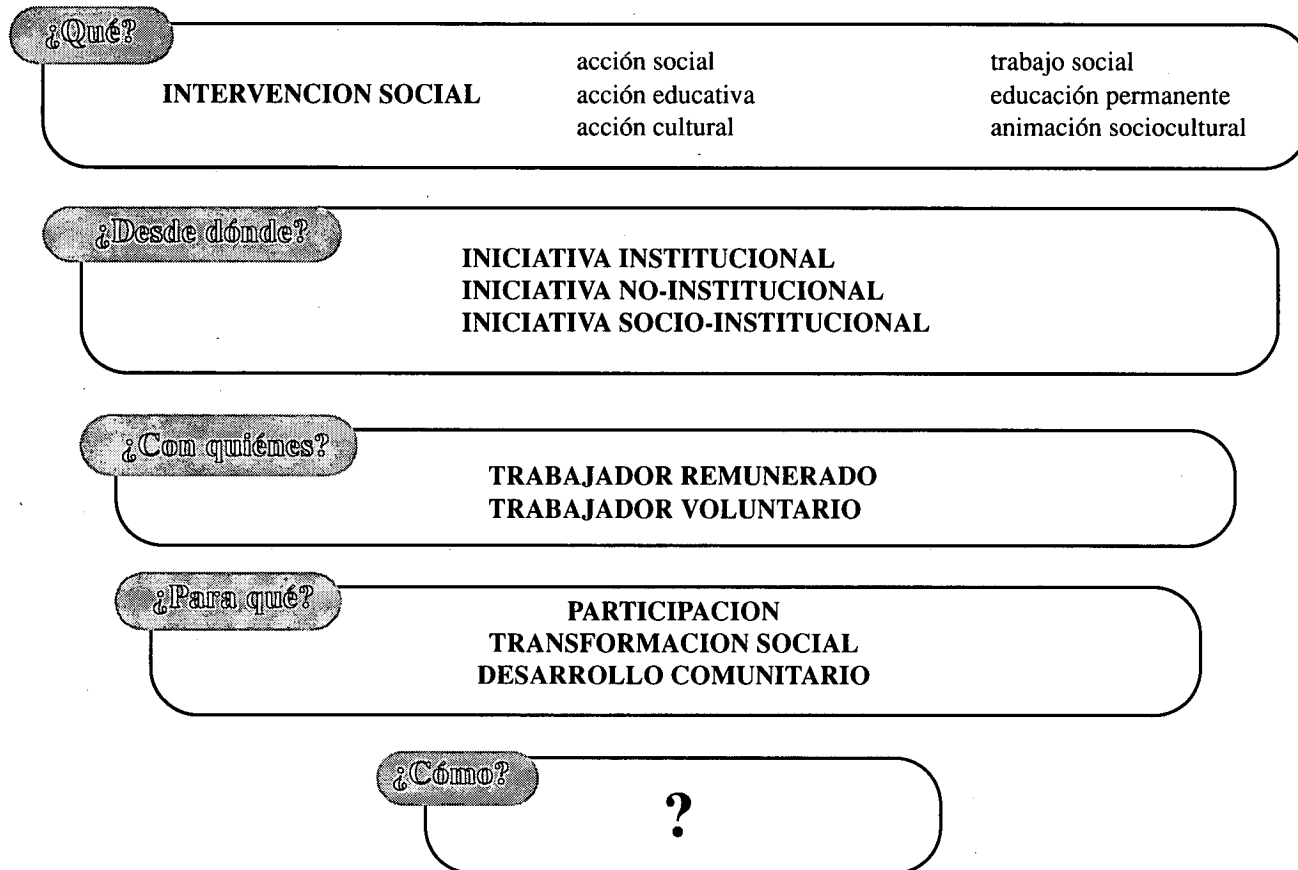 ¿Qué?
INTERVENCION SOCIAL
acción social
acción educativa
acción cultural
trabajo social
educación permanente
animación sociocultural
¿Desde dónde?
INICIATIVA INSTITUCIONAL
INICIATIVA NO-INSTITUCIONAL
INICIATIVA SOCIO-INSTITUCIONAL
¿Con quiénes?
TRABAJADOR REMUNERADO
TRABAJADOR VOLUNTARIO
¿Para qué?
PARTICIPACION
TRANSFORMACION SOCIAL
DESARROLLO COMUNITARIO
¿Cómo?
?